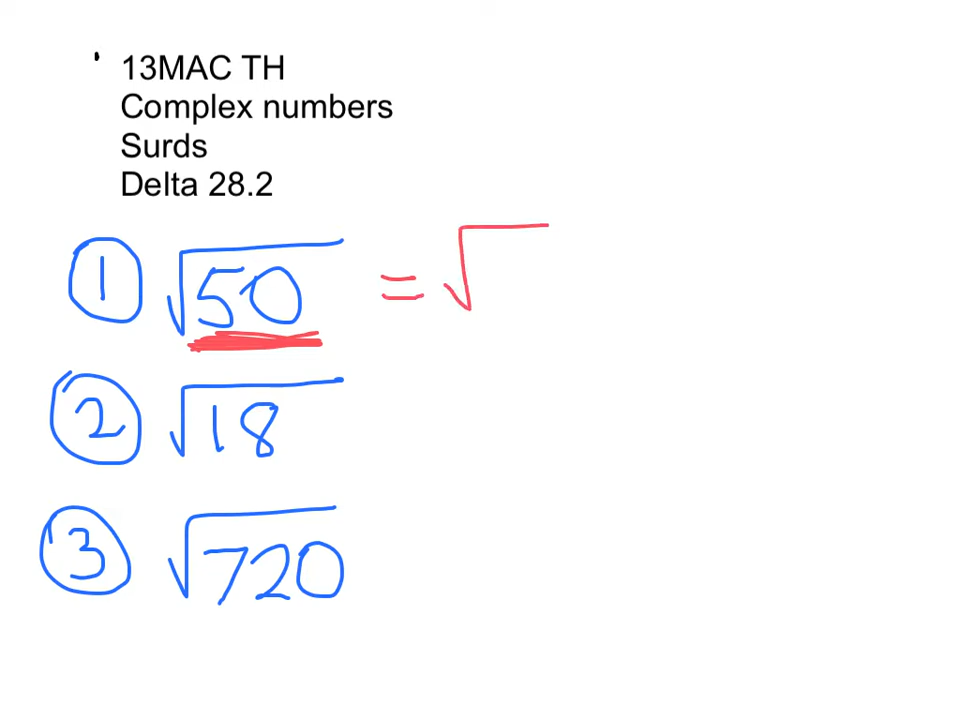 13MAC TH
Complex numbers
Surds
Delta 28.2
① √50 = √
② √18
③ √720